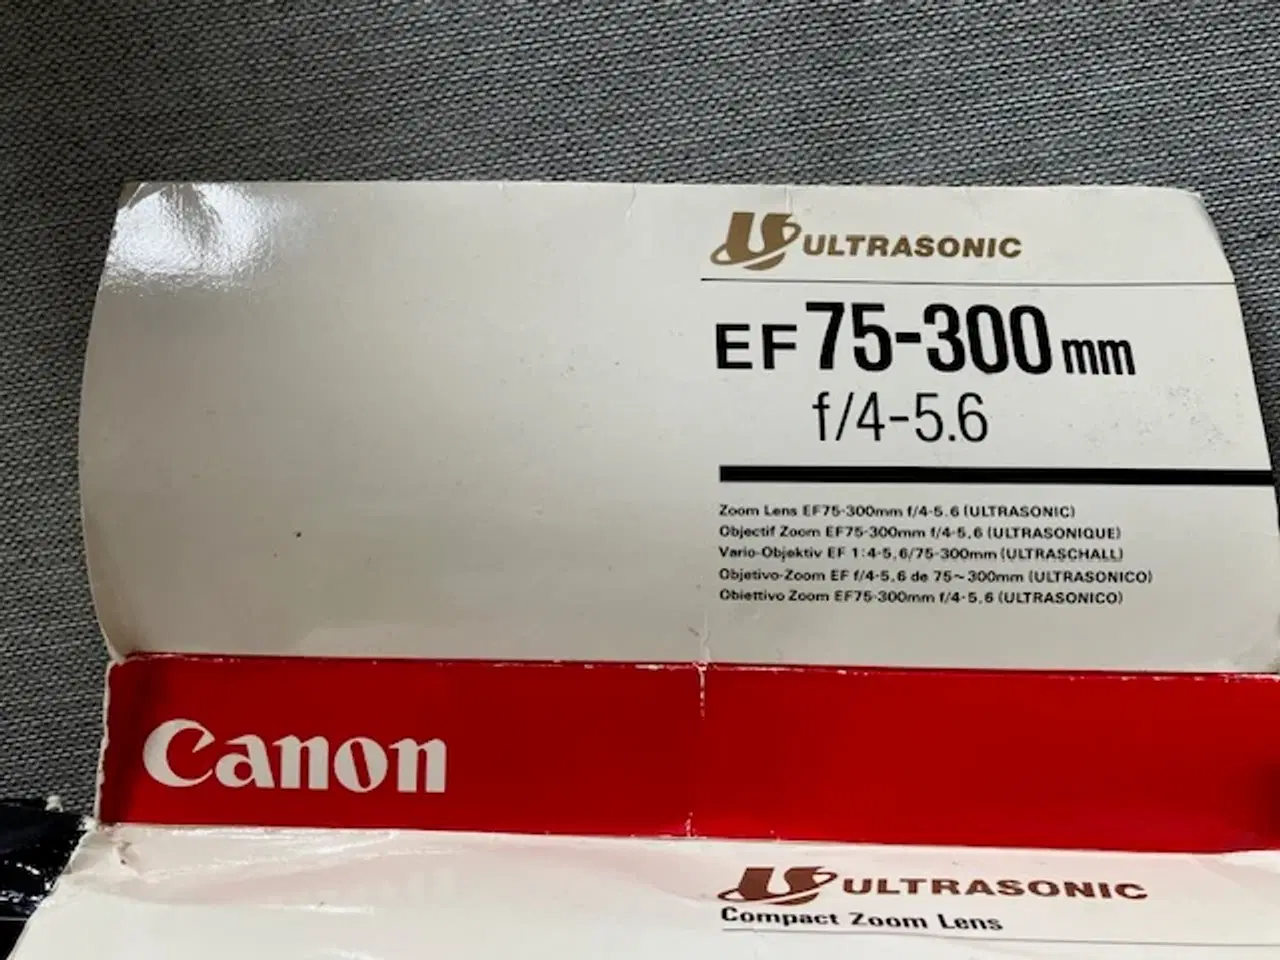 ULTRASONIC
EF75-300mm
f/4-5.6
Zoom Lens EF75-300mm f/4-5.6 (ULTRASONIC)
Objectif Zoom EF75-300mm f/4-5,6 (ULTRASONIQUE)
Vario-Objektiv EF 1:4-5,6/75-300mm (ULTRASCHALL)
Objetivo-Zoom EF f/4-5,6 de 75~300mm (ULTRASONICO)
Obiettivo Zoom EF75-300mm f/4-5,6 (ULTRASONICO)
Canon
ULTRASONIC
Compact Zoom Lens